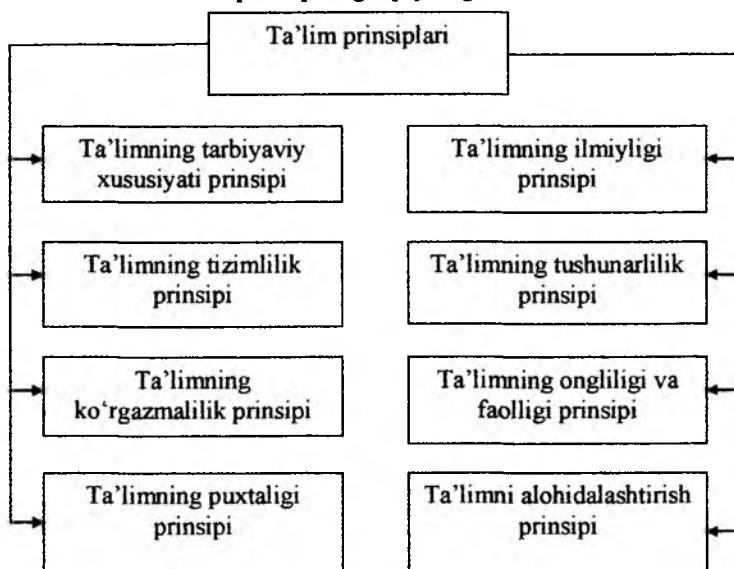 Ta’lim prinsiplari
Ta’limning tarbiyaviy
xususiyati prinsipi
Ta’limning ilmiyligi
prinsipi
Ta’limning tizimlilik
prinsipi
Ta’limning tushunarlilik
prinsipi
Ta’limning
ko‘rgazmalilik prinsipi
Ta’limning ongliligi va
faolligi prinsipi
Ta’limning puxtaligi
prinsipi
Ta’limni alohidalashtirish
prinsipi